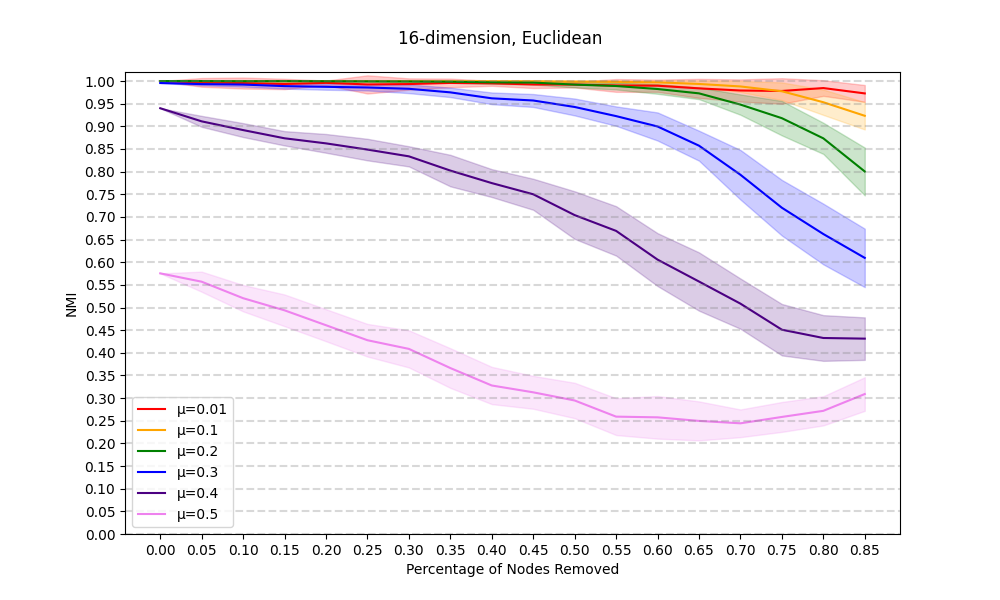 16-dimension, Euclidean
1.00
0.95
0.90
0.85
0.80
0.75
0.70
0.65
0.60
0.55
0.50
0.45
0.40
0.35
0.30
0.25
0.20
0.15
0.10
0.05
0.00
NMI
μ=0.01
μ=0.1
μ=0.2
μ=0.3
μ=0.4
μ=0.5
0.00 0.05 0.10 0.15 0.20 0.25 0.30 0.35 0.40 0.45 0.50 0.55 0.60 0.65 0.70 0.75 0.80 0.85
Percentage of Nodes Removed